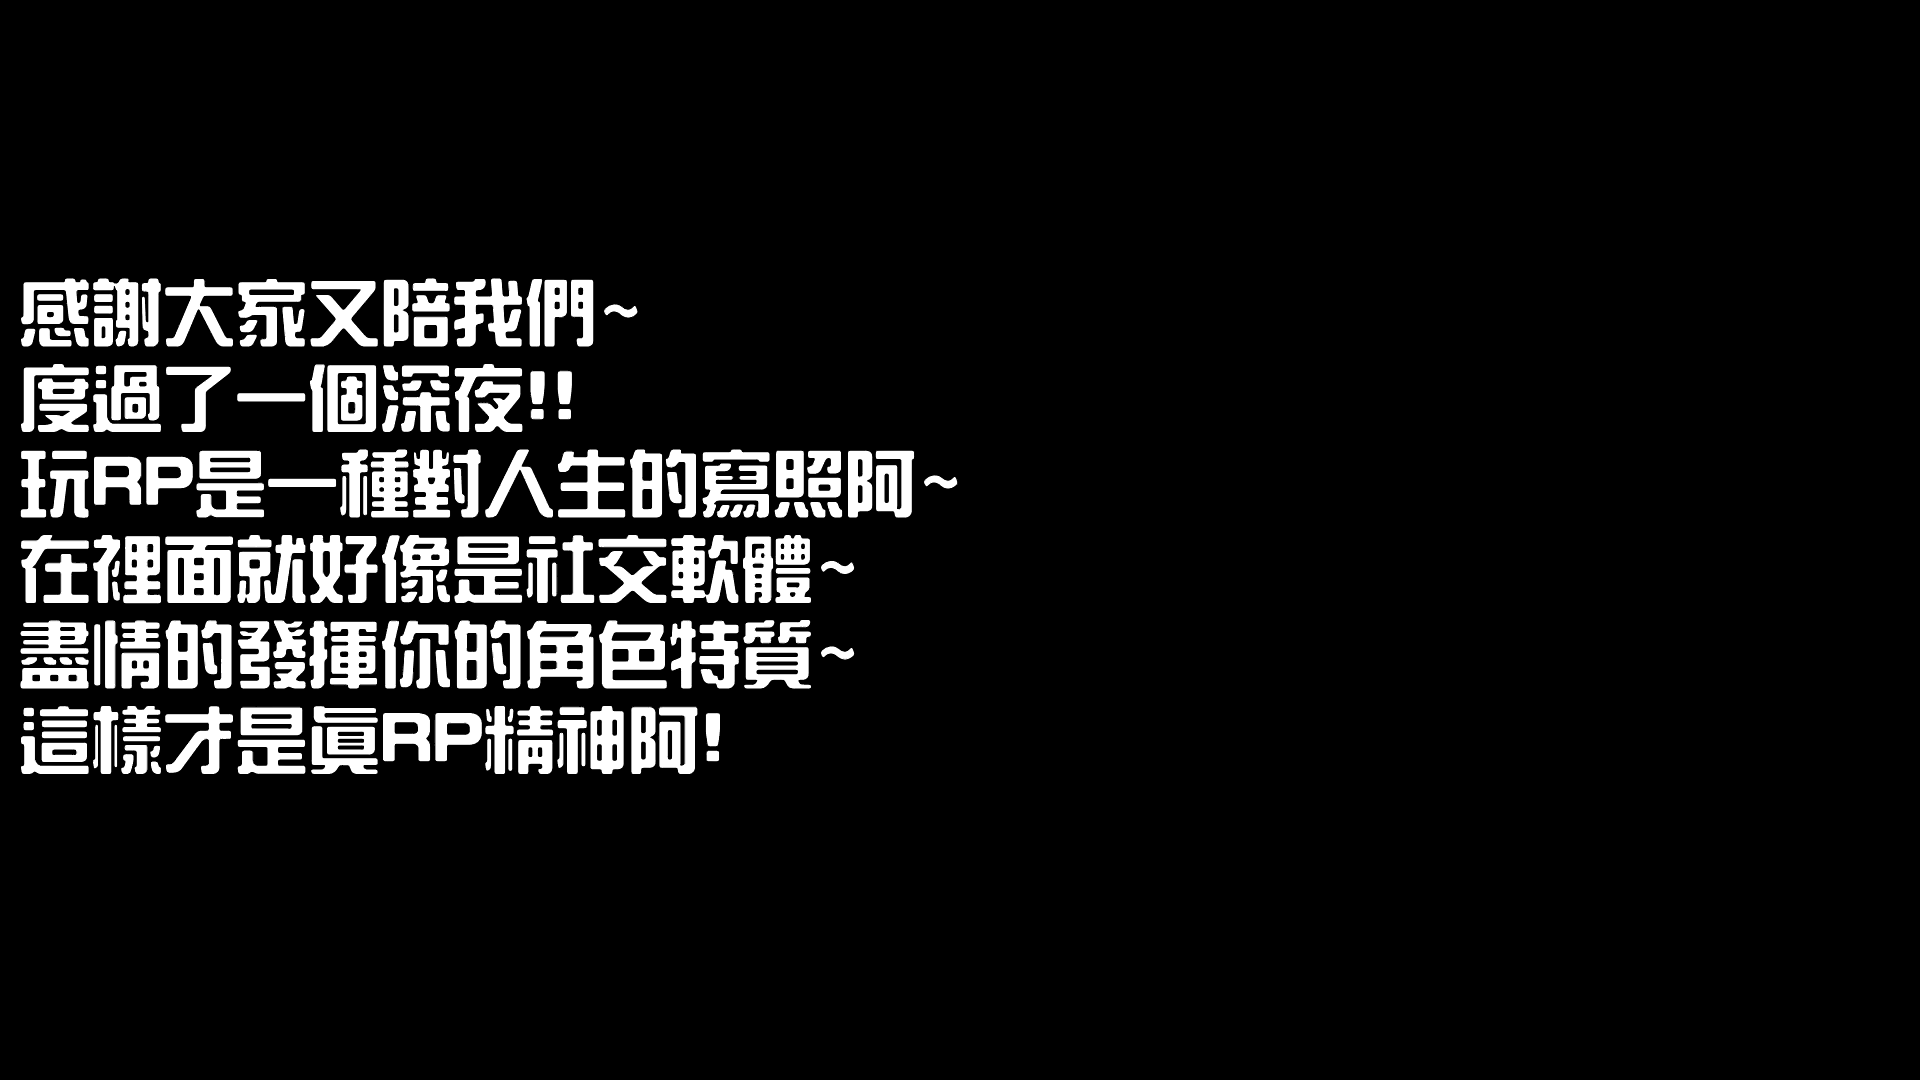 感謝大家又陪我們~
度過了一個深夜!!
玩RP是一種對人生的寫照阿~
在裡面就好像是社交軟體~
盡情的發揮你的角色特質~
這樣才是真RP精神阿!